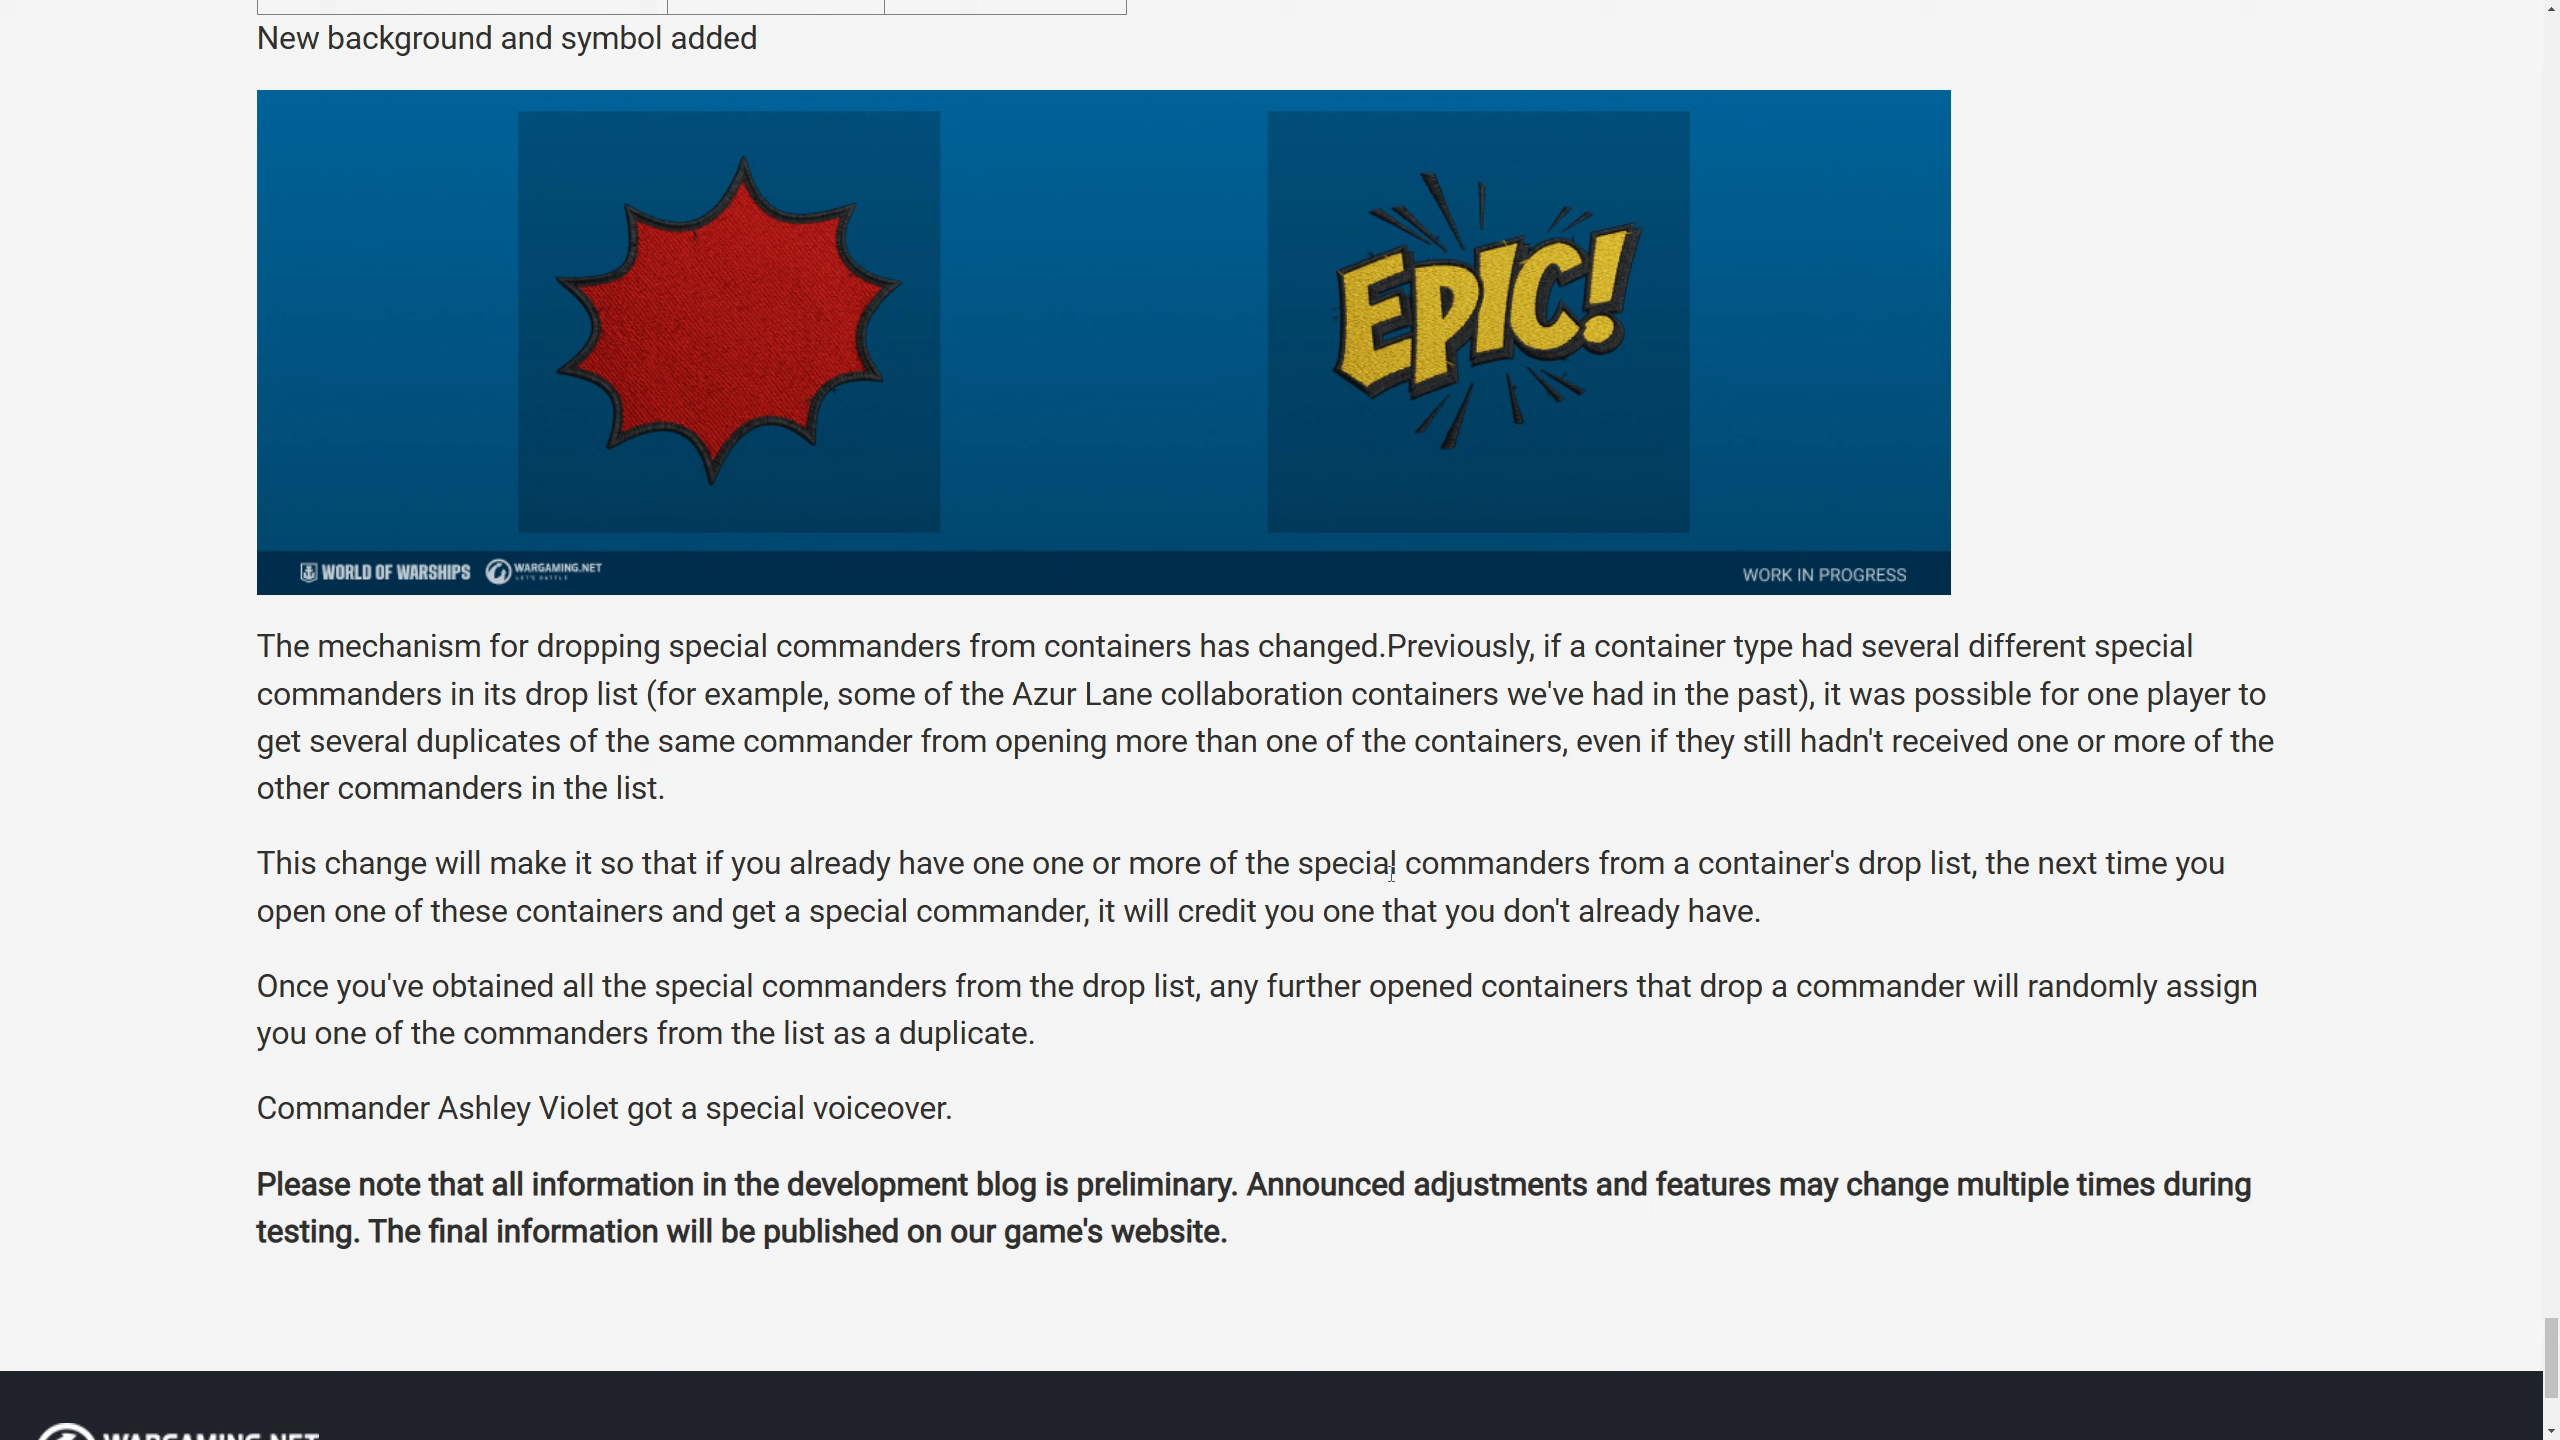 New background and symbol added
EPIC!
WORLD OF WARSHIPS
WARGAMING.NET
LET'S BATTLE
WORK IN PROGRESS
The mechanism for dropping special commanders from containers has changed.Previously, if a container type had several different special
commanders in its drop list (for example, some of the Azur Lane collaboration containers we've had in the past), it was possible for one player to
get several duplicates of the same commander from opening more than one of the containers, even if they still hadn't received one or more of the
other commanders in the list.
This change will make it so that if you already have one one or more of the special commanders from a container's drop list, the next time you
open one of these containers and get a special commander, it will credit you one that you don't already have.
Once you've obtained all the special commanders from the drop list, any further opened containers that drop a commander will randomly assign
you one of the commanders from the list as a duplicate.
Commander Ashley Violet got a special voiceover.
Please note that all information in the development blog is preliminary. Announced adjustments and features may change multiple times during
testing. The final information will be published on our game's website.
WARGAMING.NET